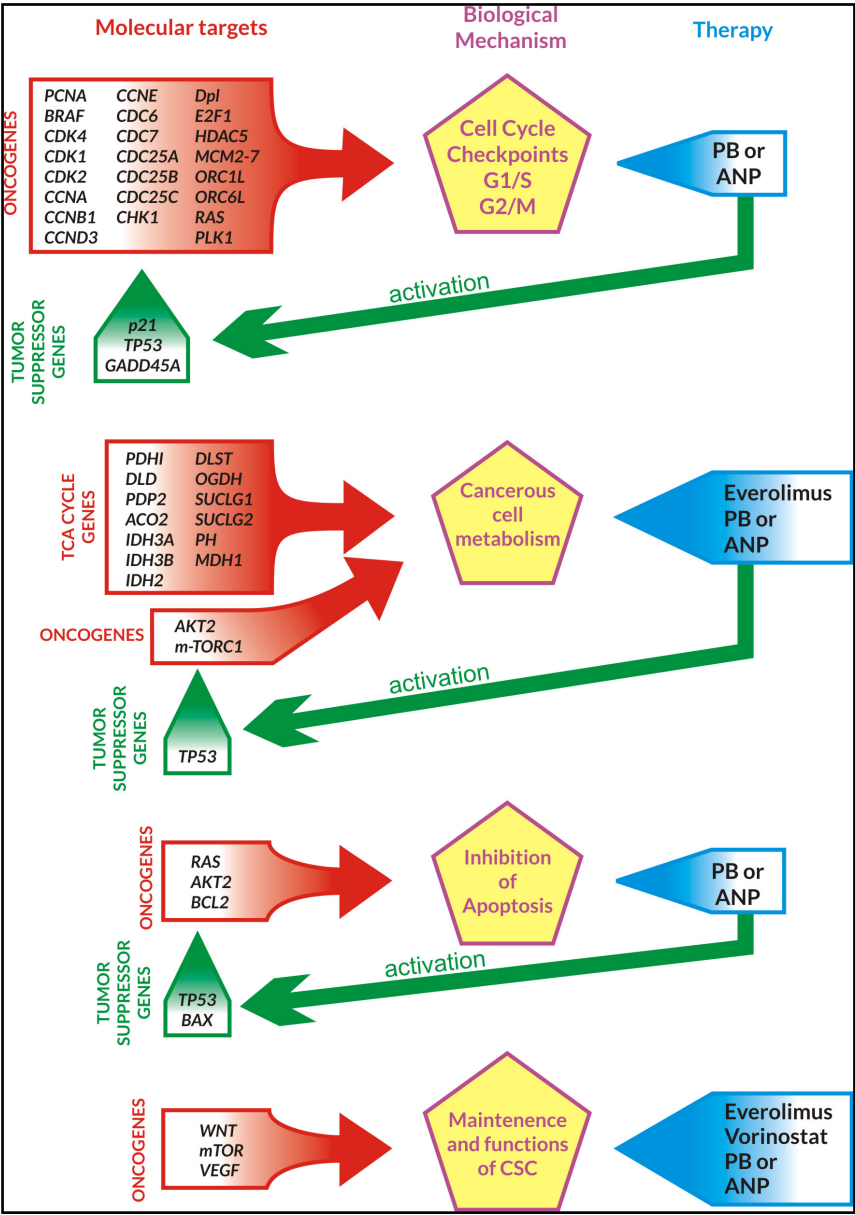 Molecular targets
Biological
Mechanism
Therapy
ONCOGENES
PCNA CCNE Dpl
BRAF CDC6 E2F1
CDK4 CDC7 HDAC5
CDK1 CDC25A MCM2-7
CDK2 CDC25B ORC1L
CCNA CDC25C ORC6L
CCNB1 CHK1 RAS
CCND3 PLK1
Cell Cycle
Checkpoints
G1/S
G2/M
PB or
ANP
activation
TUMOR
SUPPRESSOR
GENES
p21
TP53
GADD45A
TCA CYCLE
GENES
PDHI DLST
DLD OGDH
PDP2 SUCLG1
ACO2 SUCLG2
IDH3A PH
IDH3B MDH1
IDH2
Cancerous
cell
metabolism
Everolimus
PB or
ANP
ONCOGENES
AKT2
m-TORC1
activation
TUMOR
SUPPRESSOR
GENES
TP53
ONCOGENES
RAS
AKT2
BCL2
Inhibition
of
Apoptosis
PB or
ANP
activation
TUMOR
SUPPRESSOR
GENES
TP53
BAX
ONCOGENES
WNT
mTOR
VEGF
Maintenence
and functions
of CSC
Everolimus
Vorinostat
PB or
ANP